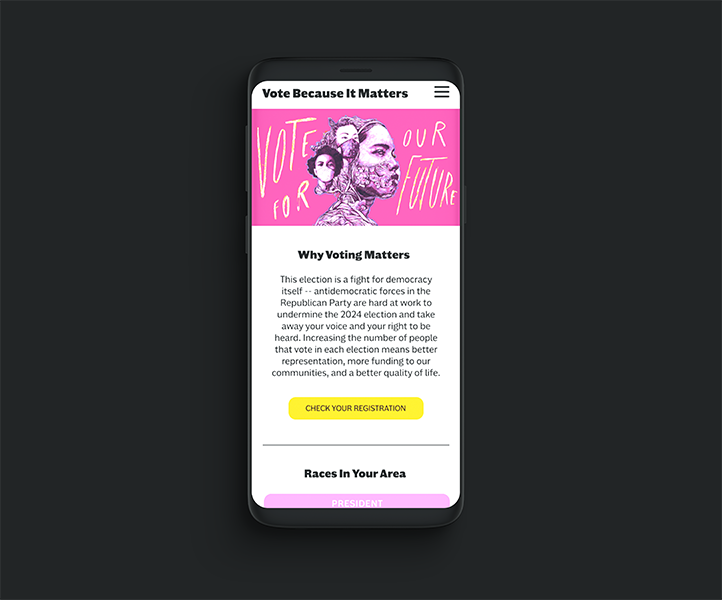 Vote Because It Matters
VOTE OUR
FOR FUTURE
Why Voting Matters
This election is a fight for democracy
itself -- antidemocratic forces in the
Republican Party are hard at work to
undermine the 2024 election and take
away your voice and your right to be
heard. Increasing the number of people
that vote in each election means better
representation, more funding to our
communities, and a better quality of life.
CHECK YOUR REGISTRATION
Races In Your Area
PRESIDENT